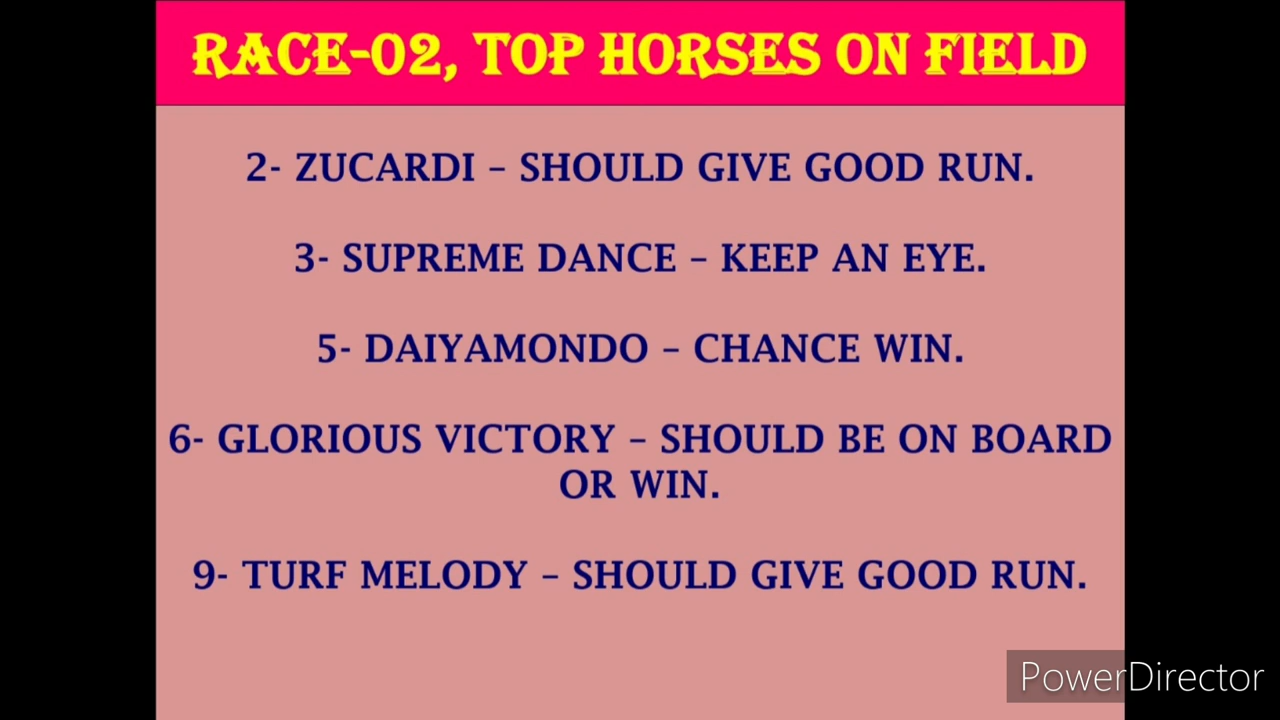 RACE-02, TOP HORSES ON FIELD
2- ZUCARDI – SHOULD GIVE GOOD RUN.
3- SUPREME DANCE – KEEP AN EYE.
5- DAIYAMONDO – CHANCE WIN.
6- GLORIOUS VICTORY – SHOULD BE ON BOARD
OR WIN.
9- TURF MELODY – SHOULD GIVE GOOD RUN.
PowerDirector